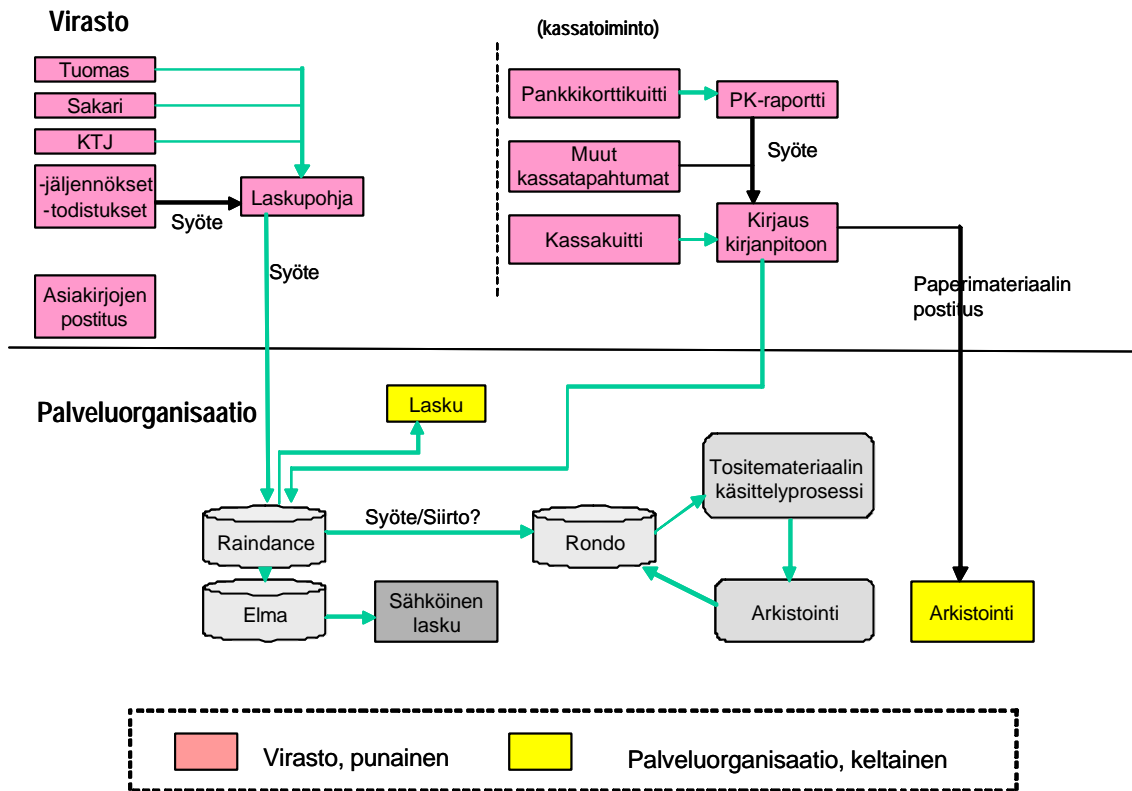 Virasto
(kassatoiminto)
Tuomas
Sakari
KTJ
-jäljennökset
-todistukset
Syöte
Laskupohja
Syöte
Asiakirjojen
postitus
Pankkikorttikuitti
PK-raportti
Syöte
Muut
kassatapahtumat
Kassakuitti
Kirjaus
kirjanpitoon
Paperimateriaalin
postitus
Palveluorganisaatio
Lasku
Raindance
Syöte/Siirto?
Rondo
Tositemateriaalin
käsittelyprosessi
Elma
Sähköinen
lasku
Arkistointi
Arkistointi
Virasto, punainen
Palveluorganisaatio, keltainen